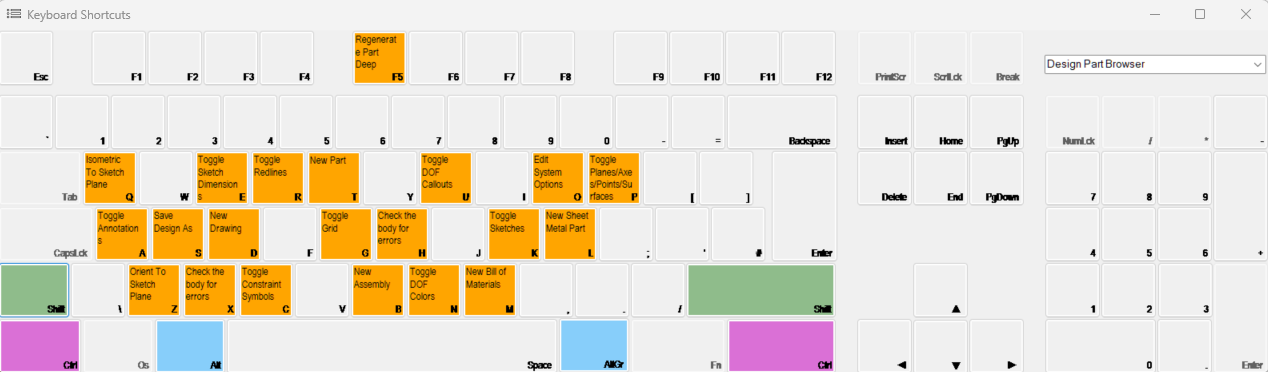 Keyboard Shortcuts
Design Part Browser
Regenerat
e Part
Deep
Esc F1 F2 F3 F4 F5 F6 F7 F8 F9 F10 F11 F12 PrintScr ScrlLck Break
` 1 2 3 4 5 6 7 8 9 0 - = Backspace Insert Home PgUp NumLck / * -
Isometric
To Sketch
Plane
Toggle
Sketch
Dimension
s
Toggle
Redlines
New Part
Toggle
DOF
Callouts
Edit
System
Options
Toggle
Planes/Axe
s/Points/Su
rfaces
Tab Q W E R T Y U I O P [ ] Delete End PgDown 7 8 9
Toggle
Annotation
s
Save
Design As
New
Drawing
Toggle
Grid
Check the
body for
errors
Toggle
Sketches
New Sheet
Metal Part
CapsLck A S D F G H J K L ; ' # Enter 4 5 6 +
Orient To
Sketch
Plane
Check the
body for
errors
Toggle
Constraint
Symbols
New
Assembly
Toggle
DOF
Colors
New Bill of
Materials
Shift \ Z X C V B N M , . / Shift ▲ 1 2 3
Ctrl Os Alt Space AltGr Fn Ctrl ◄ ▼ ► 0 . Enter